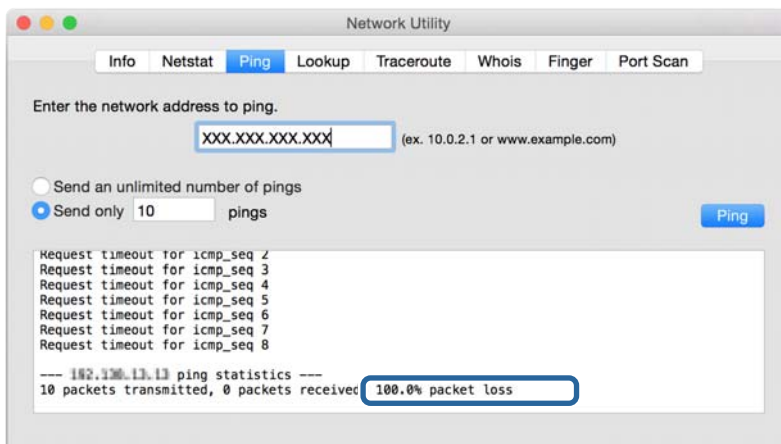 Network Utility
Info Netstat Ping Lookup Traceroute Whois Finger Port Scan
Enter the network address to ping.
XXX.XXX.XXX.XXX (ex. 10.0.2.1 or www.example.com)
Send an unlimited number of pings
Send only 10 pings
Ping
Request timeout for icmp_seq 2
Request timeout for icmp_seq 3
Request timeout for icmp_seq 4
Request timeout for icmp_seq 5
Request timeout for icmp_seq 6
Request timeout for icmp_seq 7
Request timeout for icmp_seq 8
--- ping statistics ---
10 packets transmitted, 0 packets received 100.0% packet loss